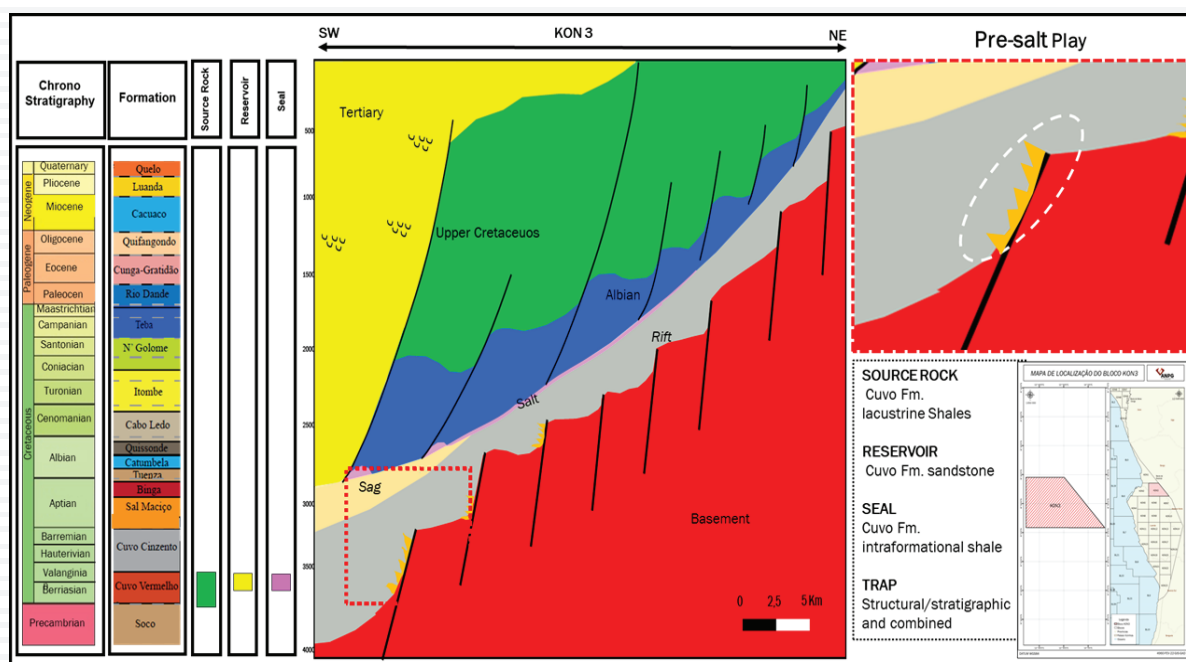 SW
KON 3
NE
Pre-salt Play
Chrono
Stratigraphy
Formation
Source Rock
Reservoir
Seal
Quaternary
Pliocene
Miocene
Oligocene
Eocene
Paleocen
Maastrichtian
Campanian
Santonian
Coniacian
Turonian
Cenomanian
Albian
Aptian
Barremian
Hauterivian
Valanginia
Berriasian
Precambrian
Neogene
Paleogene
Cretaceous
Quelo
Luanda
Cacuaco
Quifangondo
Cunga-Gratidão
Rio Dande
Teba
N' Golome
Itombe
Cabo Ledo
Quissonde
Catumbela
Tuenza
Binga
Sal Maciço
Cuvo Cinzento
Cuvo Vermelho
Soco
500
1000
1500
2000
2500
3000
3500
4000
Tertiary
Upper Cretaceuos
Albian
Rift
Salt
Sag
Basement
0 2,5 5 Km
SOURCE ROCK
Cuvo Fm.
lacustrine Shales
RESERVOIR
Cuvo Fm. sandstone
SEAL
Cuvo Fm.
intraformational shale
TRAP
Structural/stratigraphic
and combined
MAPA DE LOCALIZAÇÃO DO BLOCO KON3
ANPG
KON3